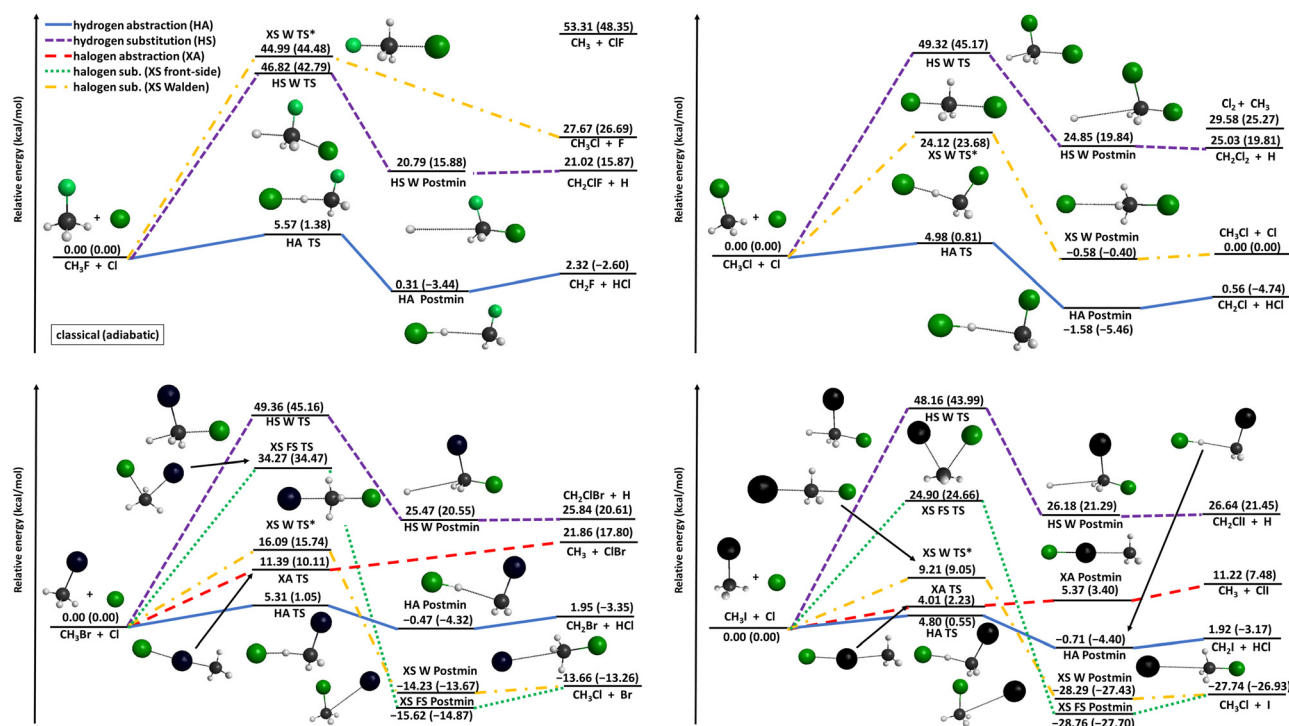 Relative energy (kcal/mol)
hydrogen abstraction (HA)
hydrogen substitution (HS)
halogen abstraction (XA)
halogen sub. (XS front-side)
halogen sub. (XS Walden)
XS W TS*
44.99 (44.48)
46.82 (42.79)
HS W TS
53.31 (48.35)
CH₃ + ClF
27.67 (26.69)
CH₃Cl + F
20.79 (15.88)
HS W Postmin
21.02 (15.87)
CH₂ClF + H
+
0.00 (0.00)
CH₃F + Cl
5.57 (1.38)
HA TS
0.31 (−3.44)
HA Postmin
2.32 (−2.60)
CH₂F + HCl
classical (adiabatic)
Relative energy (kcal/mol)
49.32 (45.17)
HS W TS
24.12 (23.68)
XS W TS*
Cl₂ + CH₃
29.58 (25.27)
24.85 (19.84)
HS W Postmin
25.03 (19.81)
CH₂Cl₂ + H
+
0.00 (0.00)
CH₃Cl + Cl
4.98 (0.81)
HA TS
XS W Postmin
−0.58 (−0.40)
CH₃Cl + Cl
0.00 (0.00)
HA Postmin
−1.58 (−5.46)
0.56 (−4.74)
CH₂Cl + HCl
Relative energy (kcal/mol)
49.36 (45.16)
HS W TS
XS FS TS
34.27 (34.47)
XS W TS*
16.09 (15.74)
11.39 (10.11)
XA TS
5.31 (1.05)
HA TS
25.47 (20.55)
HS W Postmin
CH₂ClBr + H
25.84 (20.61)
21.86 (17.80)
CH₃ + ClBr
+
0.00 (0.00)
CH₃Br + Cl
HA Postmin
−0.47 (−4.32)
1.95 (−3.35)
CH₂Br + HCl
XS W Postmin
−14.23 (−13.67)
XS FS Postmin
−15.62 (−14.87)
−13.66 (−13.26)
CH₃Cl + Br
Relative energy (kcal/mol)
48.16 (43.99)
HS W TS
24.90 (24.66)
XS FS TS
XS W TS*
9.21 (9.05)
XA TS
4.01 (2.23)
4.80 (0.55)
HA TS
26.18 (21.29)
HS W Postmin
26.64 (21.45)
CH₂ClI + H
XA Postmin
5.37 (3.40)
11.22 (7.48)
CH₃ + ClI
+
CH₃I + Cl
0.00 (0.00)
−0.71 (−4.40)
HA Postmin
1.92 (−3.17)
CH₂I + HCl
XS W Postmin
−28.29 (−27.43)
XS FS Postmin
−28.76 (−27.70)
−27.74 (−26.93)
CH₃Cl + I